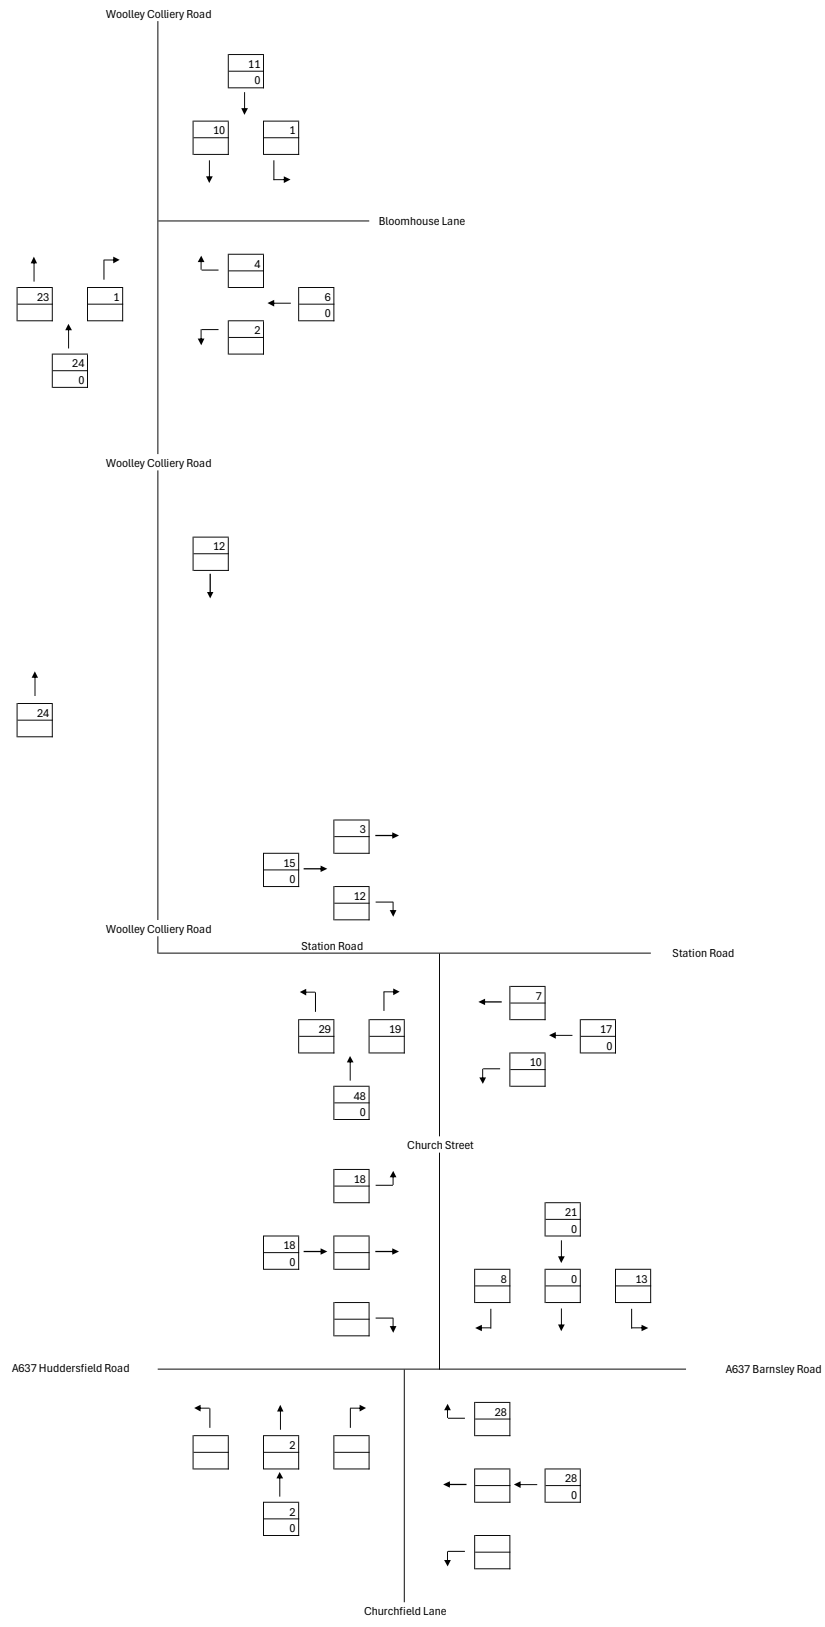 Woolley Colliery Road
11
0
10 1
Bloomhouse Lane
4
23 1 6
0
2
24
0
Woolley Colliery Road
12
24
3
15
0
12
Woolley Colliery Road
Station Road
Station Road
7
29 19 17
0
10
48
0
Church Street
18
21
0
18
0
8 0 13
A637 Huddersfield Road A637 Barnsley Road
28
2
28
0
2
0
Churchfield Lane